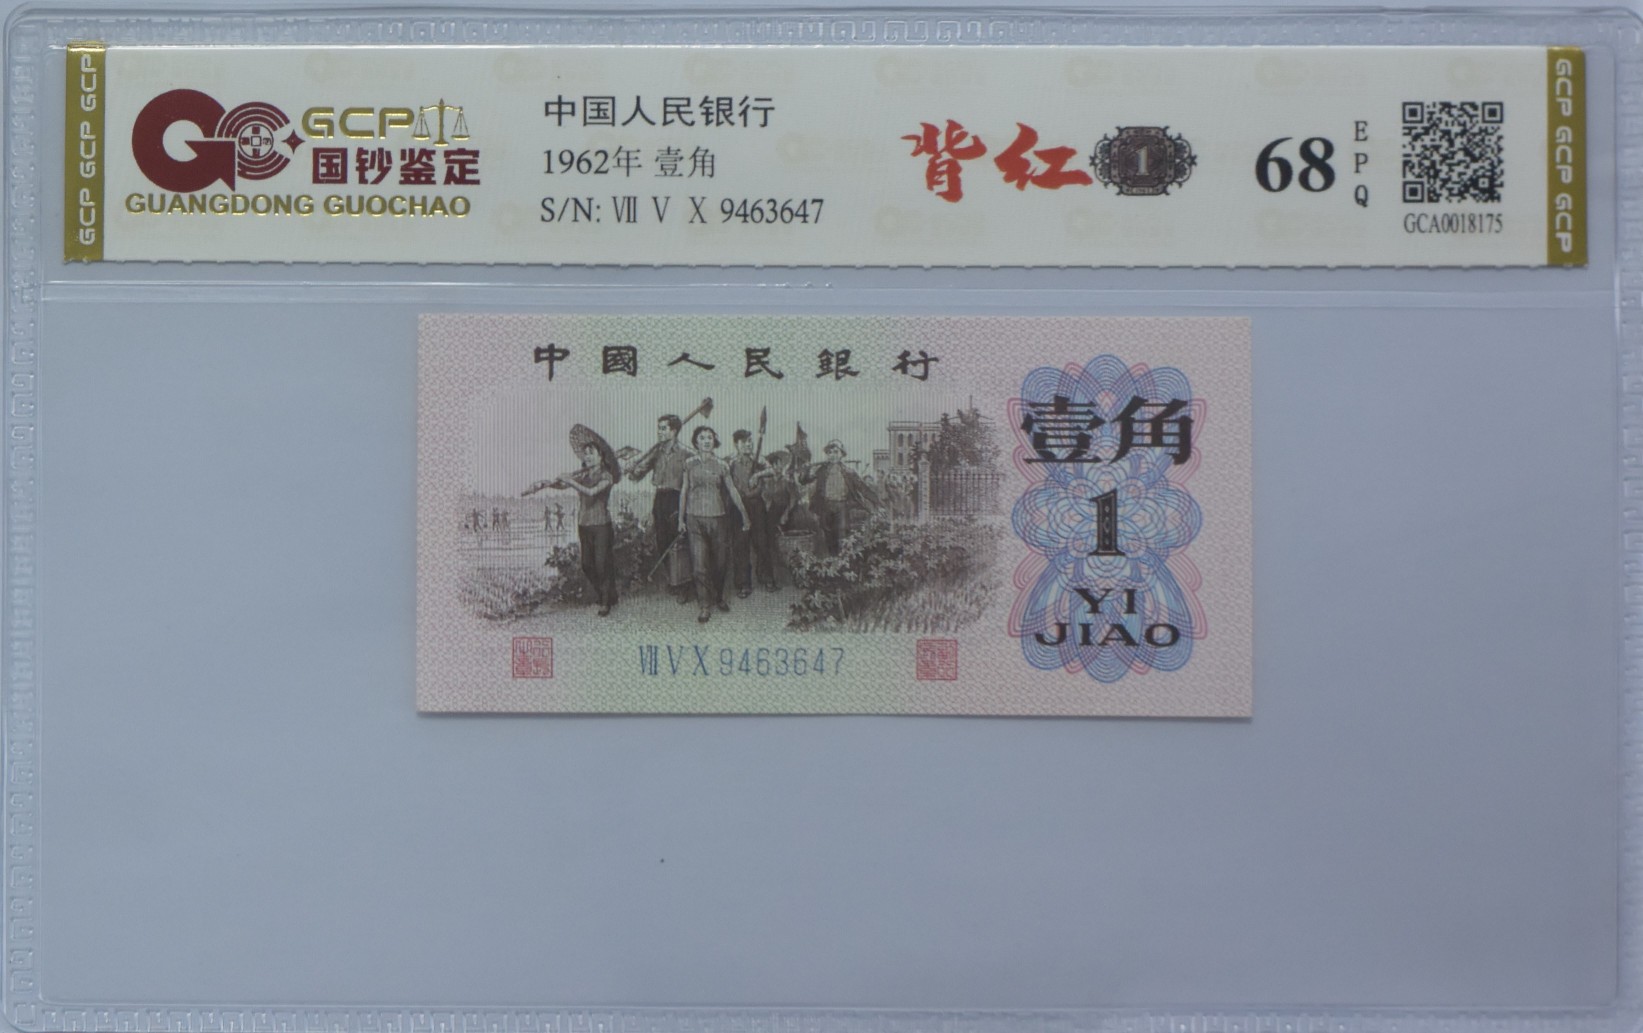 GCP GCP GCP
GCP
国钞鉴定
GUANGDONG GUOCHAO
中国人民银行
1962年 壹角
S/N: Ⅶ Ⅴ Ⅹ 9463647
背红
1
68
EPQ
GCA0018175
GCP GCP GCP
中國人民銀行
壹角
1
YI
JIAO
ⅦⅤⅩ9463647